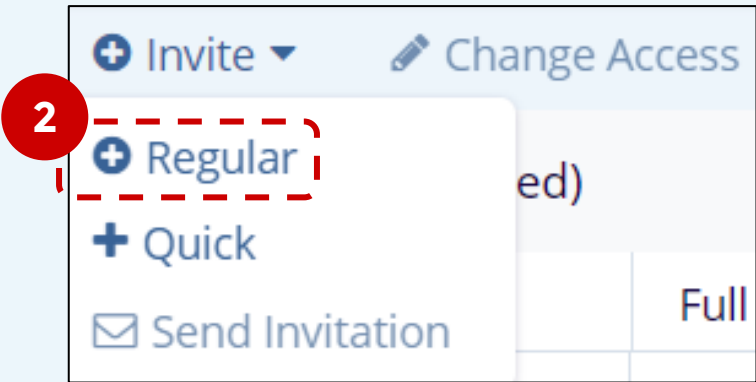 Invite Change Access
2
Regular
ed)
Quick
Full
Send Invitation